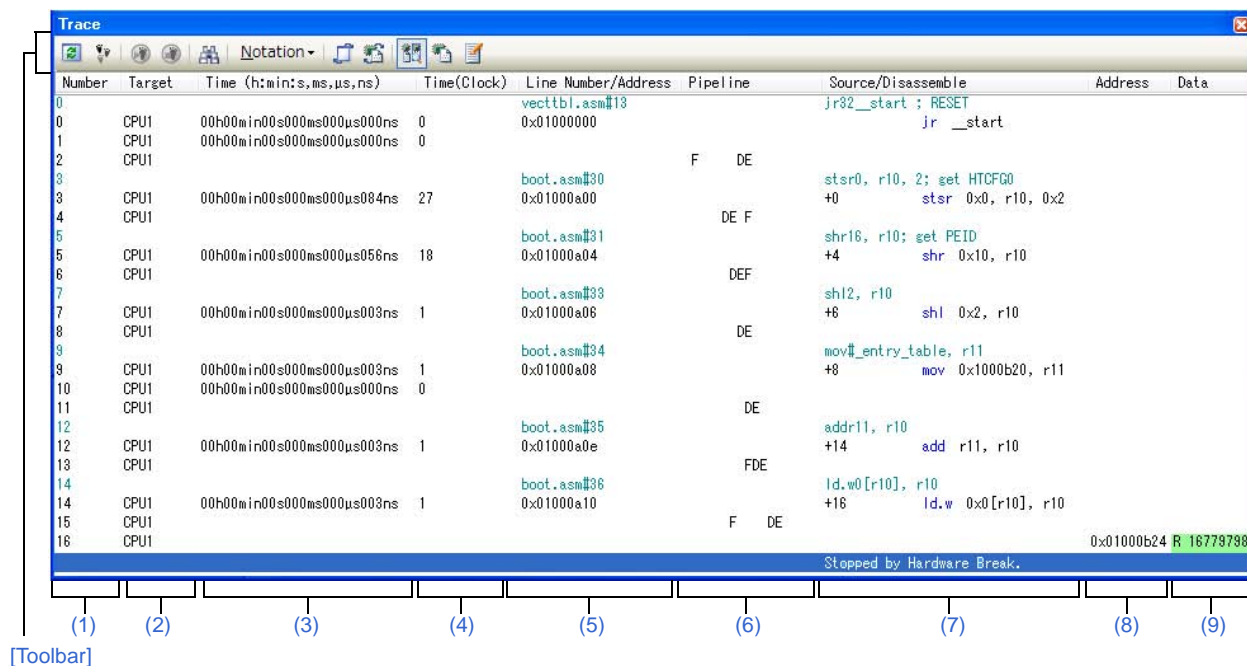 Trace
Notation
Number Target Time (h:min:s,ms,μs,ns) Time(Clock) Line Number/Address Pipeline Source/Disassemble Address Data
0 vecttbl.asm#13 jr32__start ; RESET
0 CPU1 00h00min00s000ms000μs000ns 0 0x01000000 jr __start
1 CPU1 00h00min00s000ms000μs000ns 0
2 CPU1 F DE
3 boot.asm#30 stsr0, r10, 2; get HTCFG0
3 CPU1 00h00min00s000ms000μs084ns 27 0x01000a00 +0 stsr 0x0, r10, 0x2
4 CPU1 DE F
5 boot.asm#31 shr16, r10; get PEID
5 CPU1 00h00min00s000ms000μs056ns 18 0x01000a04 +4 shr 0x10, r10
6 CPU1 DEF
7 boot.asm#33 shl2, r10
7 CPU1 00h00min00s000ms000μs003ns 1 0x01000a06 +6 shl 0x2, r10
8 CPU1 DE
9 boot.asm#34 mov#_entry_table, r11
9 CPU1 00h00min00s000ms000μs003ns 1 0x01000a08 +8 mov 0x1000b20, r11
10 CPU1 00h00min00s000ms000μs000ns 0
11 CPU1 DE
12 boot.asm#35 addr11, r10
12 CPU1 00h00min00s000ms000μs003ns 1 0x01000a0e +14 add r11, r10
13 CPU1 FDE
14 boot.asm#36 ld.w0[r10], r10
14 CPU1 00h00min00s000ms000μs003ns 1 0x01000a10 +16 ld.w 0x0[r10], r10
15 CPU1 F DE
16 CPU1 0x01000b24 R 16779798
Stopped by Hardware Break.
(1) (2) (3) (4) (5) (6) (7) (8) (9)
[Toolbar]